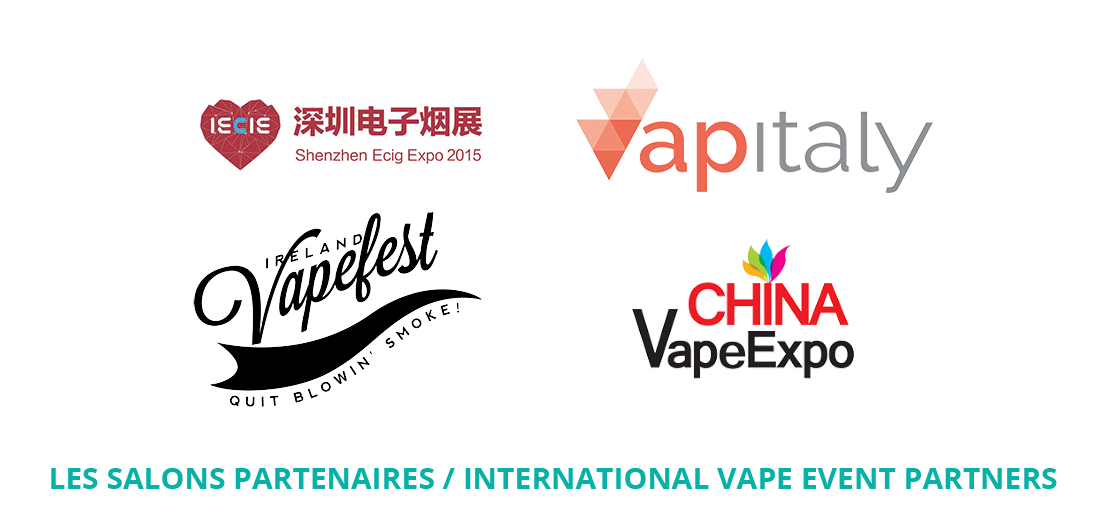 IECIE
深圳电子烟展
Shenzhen Ecig Expo 2015
Vapitaly
IRELAND
Vapefest
QUIT BLOWIN' SMOKE!
CHINA
VapeExpo
LES SALONS PARTENAIRES / INTERNATIONAL VAPE EVENT PARTNERS